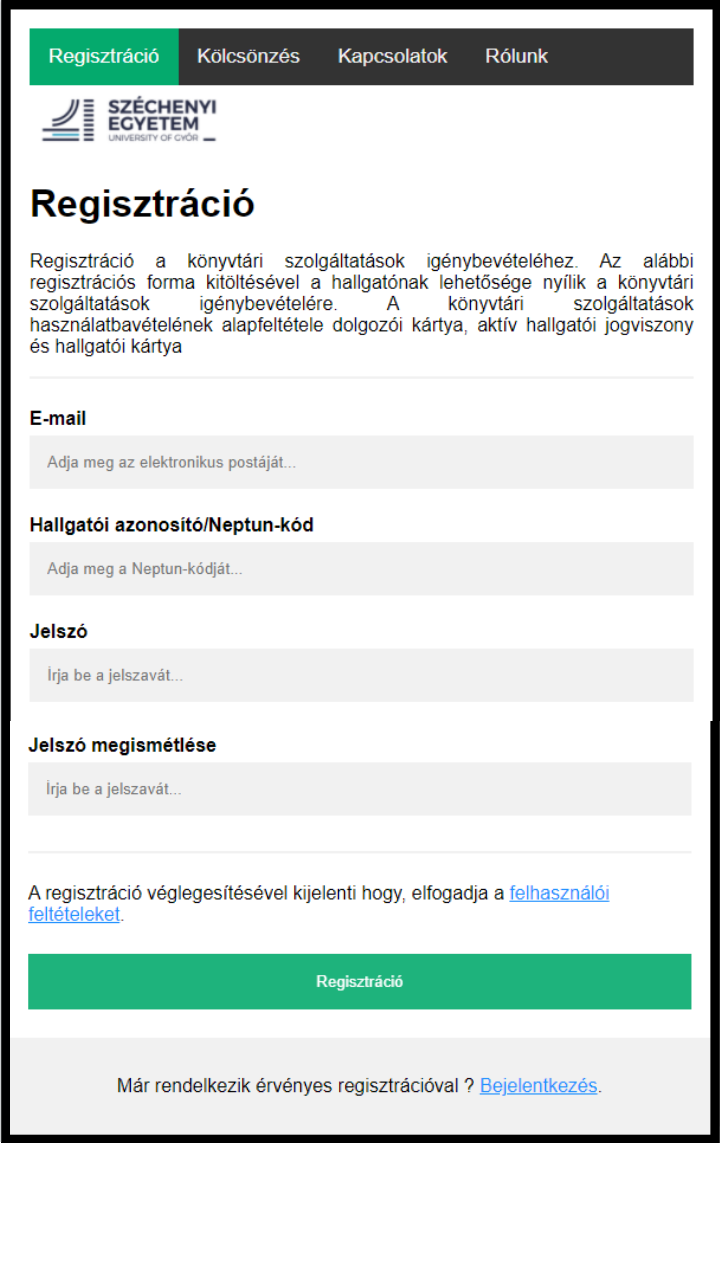 Regisztráció Kölcsönzés Kapcsolatok Rólunk
SZÉCHENYI
EGYETEM
UNIVERSITY OF GYŐR
Regisztráció
Regisztráció a könyvtári szolgáltatások igénybevételéhez. Az alábbi
regisztrációs forma kitöltésével a hallgatónak lehetősége nyílik a könyvtári
szolgáltatások igénybevételére. A könyvtári szolgáltatások
használatbavételének alapfeltétele dolgozói kártya, aktív hallgatói jogviszony
és hallgatói kártya
E-mail
Adja meg az elektronikus postáját...
Hallgatói azonosító/Neptun-kód
Adja meg a Neptun-kódját...
Jelszó
Írja be a jelszavát...
Jelszó megismétlése
Írja be a jelszavát...
A regisztráció véglegesítésével kijelenti hogy, elfogadja a felhasználói
feltételeket.
Regisztráció
Már rendelkezik érvényes regisztrációval ? Bejelentkezés.